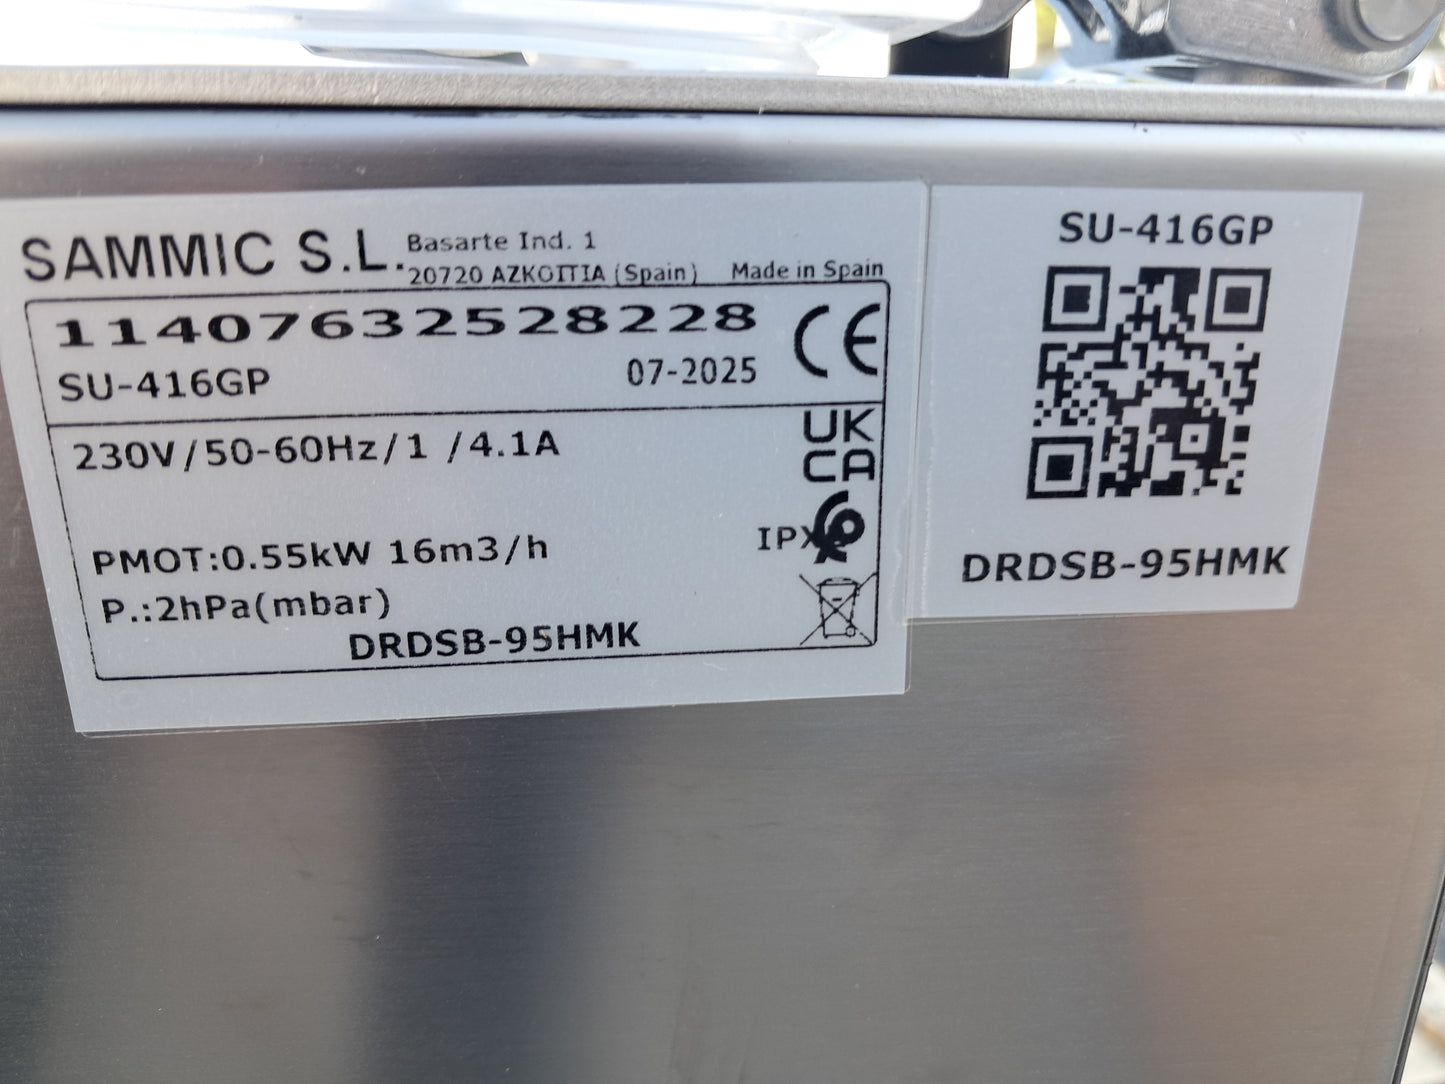 SAMMIC S.L.
Basarte Ind. 1
20720 AZKOITIA (Spain) Made in Spain
11407632528228
CE
SU-416GP 07-2025
UK
CA
230V/50-60Hz/1 /4.1A
PMOT:0.55kW 16m3/h
P.:2hPa(mbar)
DRDSB-95HMK
SU-416GP
DRDSB-95HMK